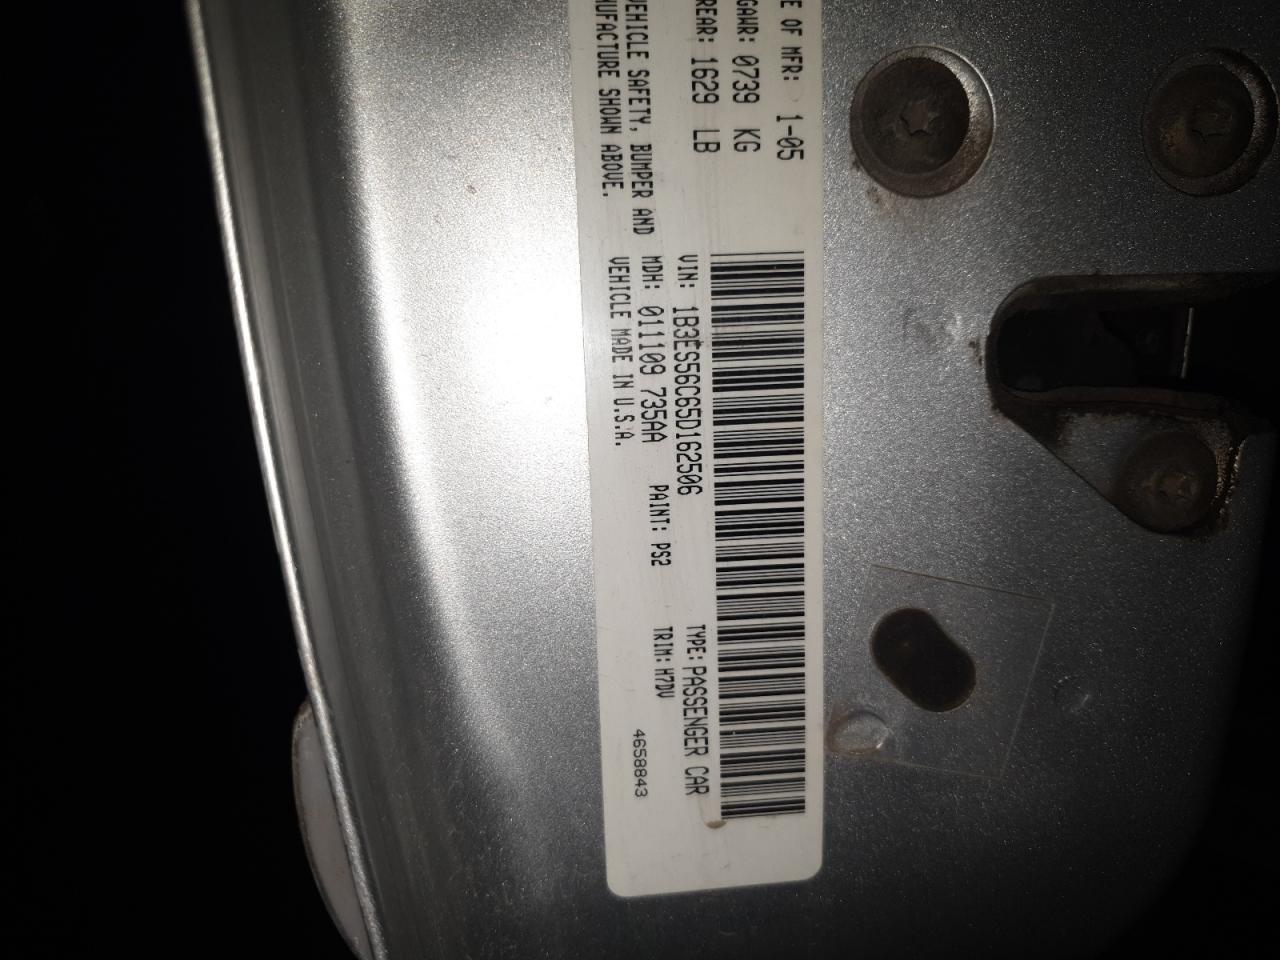 E OF MFR: 1-05
GAWR: 0739 KG
REAR: 1629 LB
VEHICLE SAFETY, BUMPER AND
NUFACTURE SHOWN ABOVE.
VIN: 1B3ES56C65D162506
TYPE: PASSENGER CAR
MDH: 011109 735AA PAINT: PS2 TRIM: H7DV
VEHICLE MADE IN U.S.A.
4658843